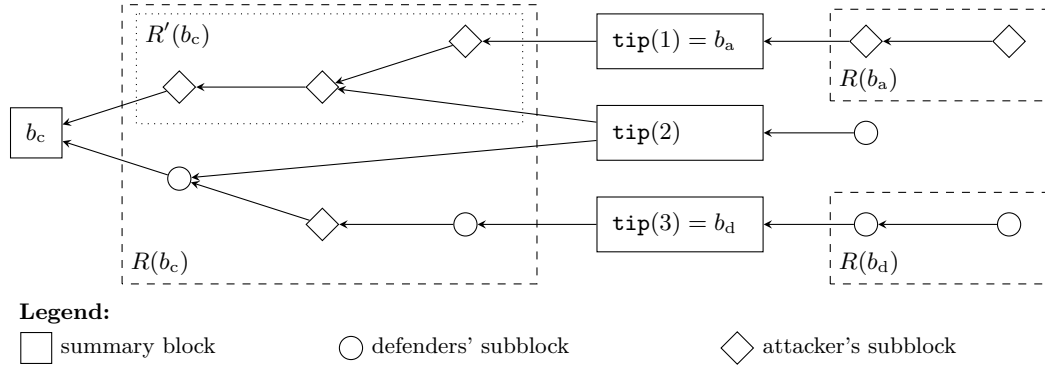 R′(b_c)
tip(1) = b_a
R(b_a)
b_c
tip(2)
tip(3) = b_d
R(b_c)
R(b_d)
Legend:
summary block
defenders' subblock
attacker's subblock